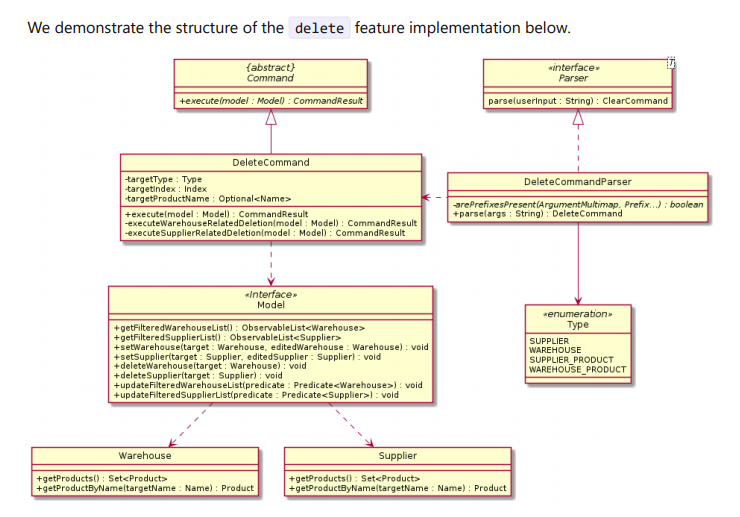 We demonstrate the structure of the delete feature implementation below.
{abstract}
Command
+execute(model : Model) : CommandResult
«interface»
Parser
T
parse(userInput : String) : ClearCommand
DeleteCommand
-targetType : Type
-targetIndex : Index
-targetProductName : Optional<Name>
+execute(model : Model) : CommandResult
-executeWarehouseRelatedDeletion(model : Model) : CommandResult
-executeSupplierRelatedDeletion(model : Model) : CommandResult
DeleteCommandParser
-arePrefixesPresent(ArgumentMultimap, Prefix...) : boolean
+parse(args : String) : DeleteCommand
«Interface»
Model
+getFilteredWarehouseList() : ObservableList<Warehouse>
+getFilteredSupplierList() : ObservableList<Supplier>
+setWarehouse(target : Warehouse, editedWarehouse : Warehouse) : void
+setSupplier(target : Supplier, editedSupplier : Supplier) : void
+deleteWarehouse(target : Warehouse) : void
+deleteSupplier(target : Supplier) : void
+updateFilteredWarehouseList(predicate : Predicate<Warehouse>) : void
+updateFilteredSupplierList(predicate : Predicate<Supplier>) : void
«enumeration»
Type
SUPPLIER
WAREHOUSE
SUPPLIER_PRODUCT
WAREHOUSE_PRODUCT
Warehouse
+getProducts() : Set<Product>
+getProductByName(targetName : Name) : Product
Supplier
+getProducts() : Set<Product>
+getProductByName(targetName : Name) : Product